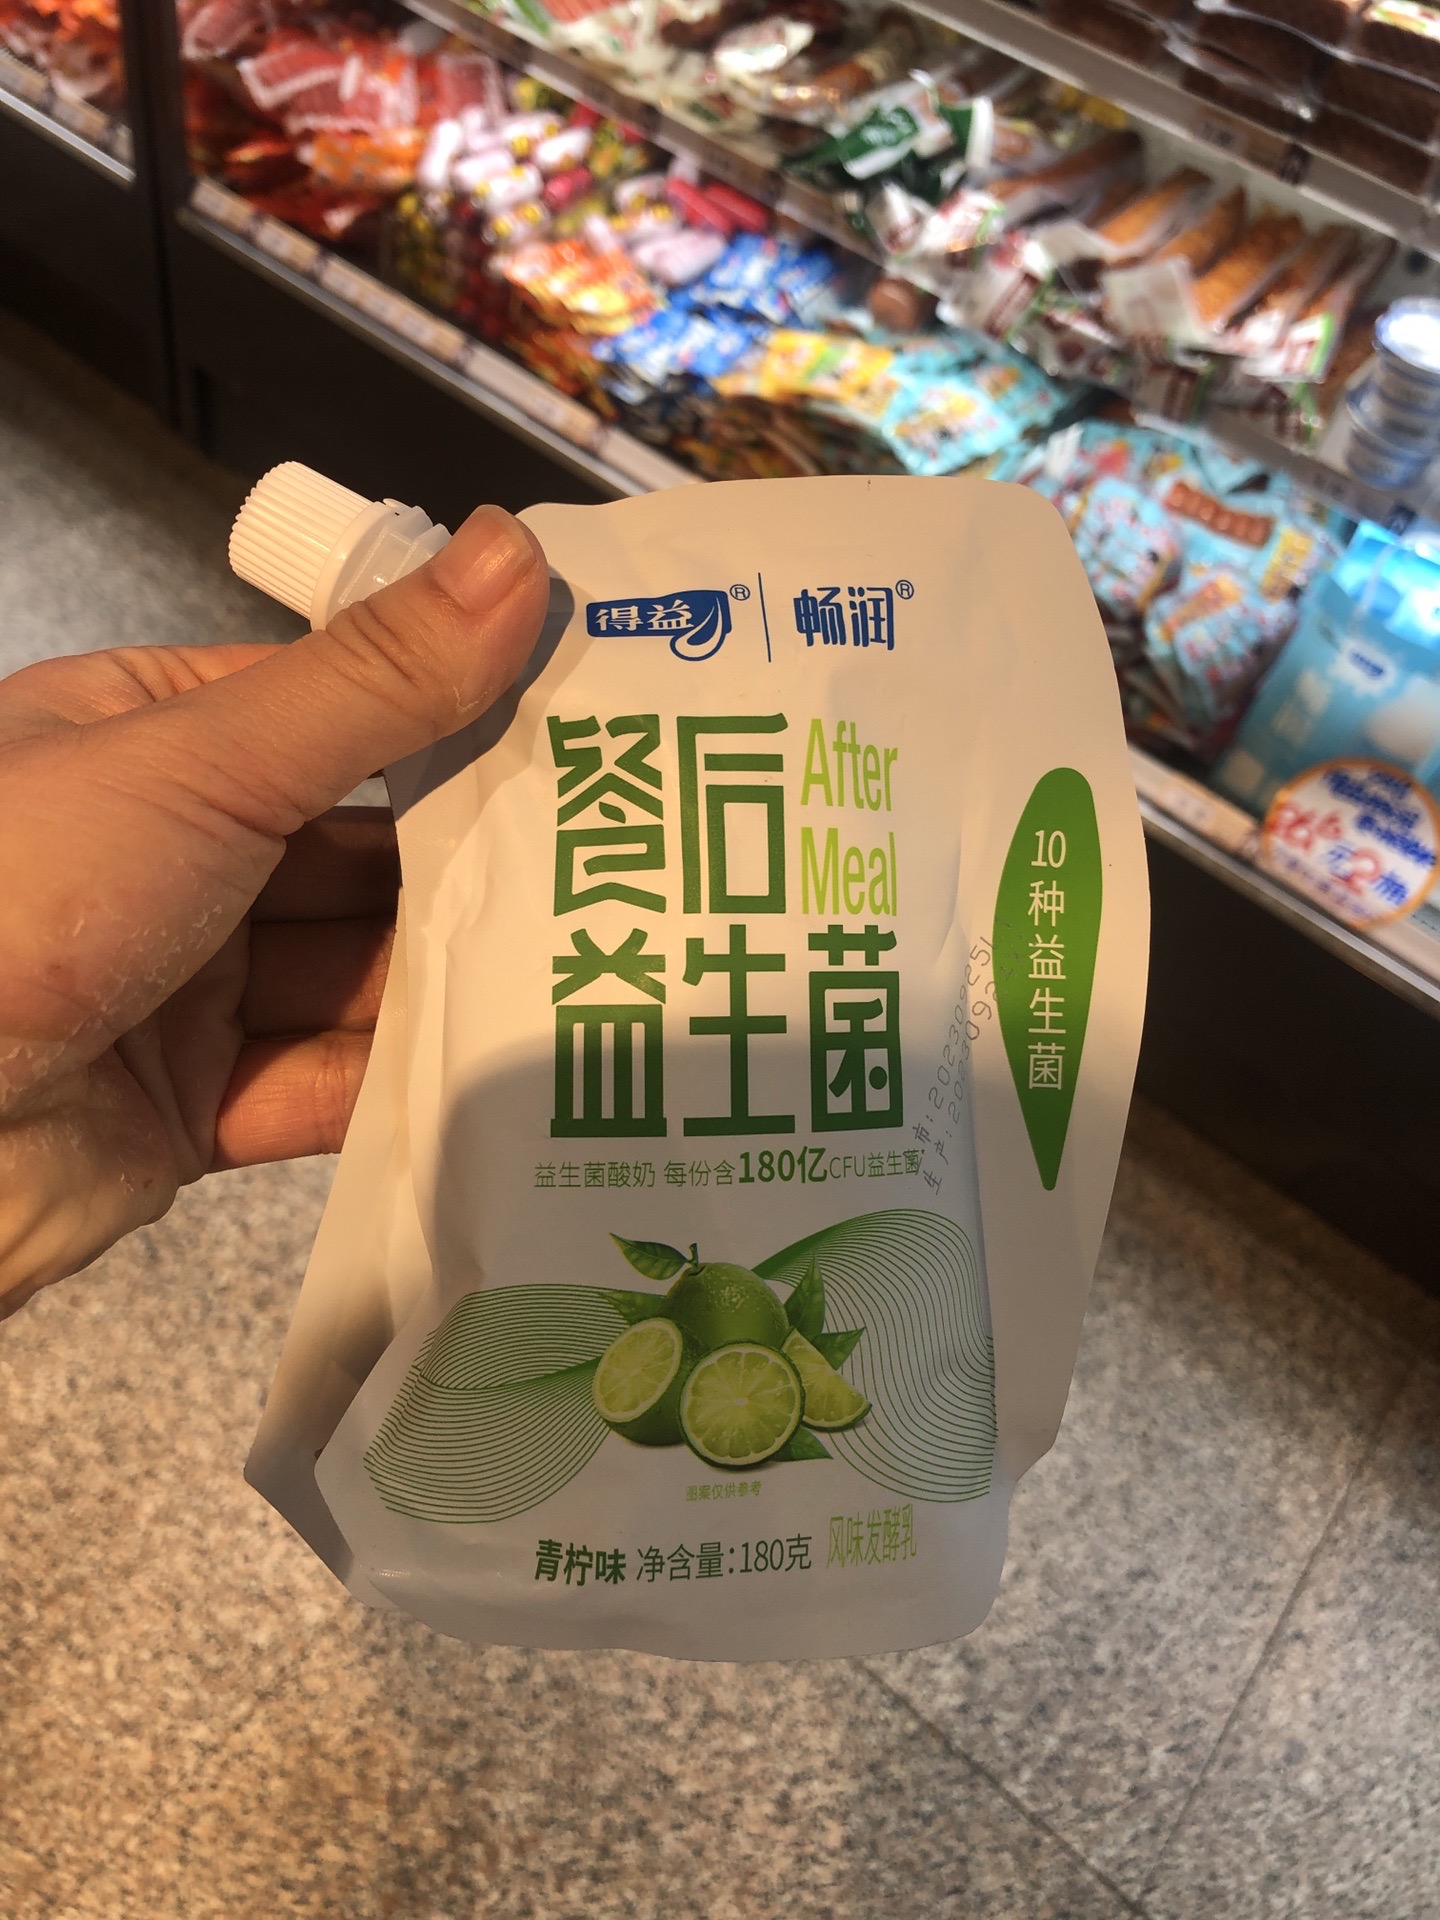 得益® 畅润®
餐后 After Meal
益生菌
益生菌酸奶 每份含180亿CFU益生菌
10种益生菌
图案仅供参考
青柠味 净含量:180克 风味发酵乳